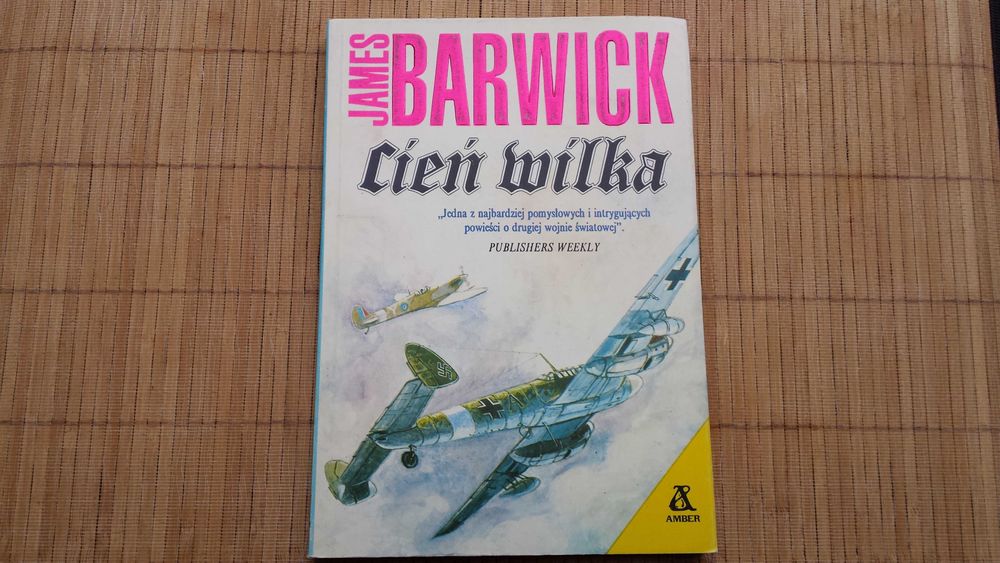 JAMES
BARWICK
Cień wilka
„Jedna z najbardziej pomysłowych i intrygujących
powieści o drugiej wojnie światowej”.
PUBLISHERS WEEKLY
AMBER